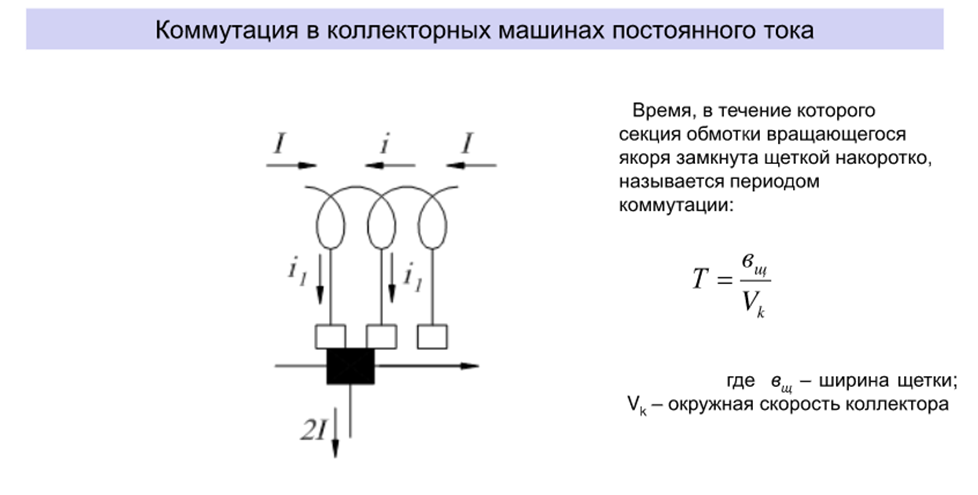 Коммутация в коллекторных машинах постоянного тока
I i I
i₁ i₁
2I
Время, в течение которого
секция обмотки вращающегося
якоря замкнута щеткой накоротко,
называется периодом
коммутации:
T = вщ / Vk
где вщ – ширина щетки;
Vk – окружная скорость коллектора